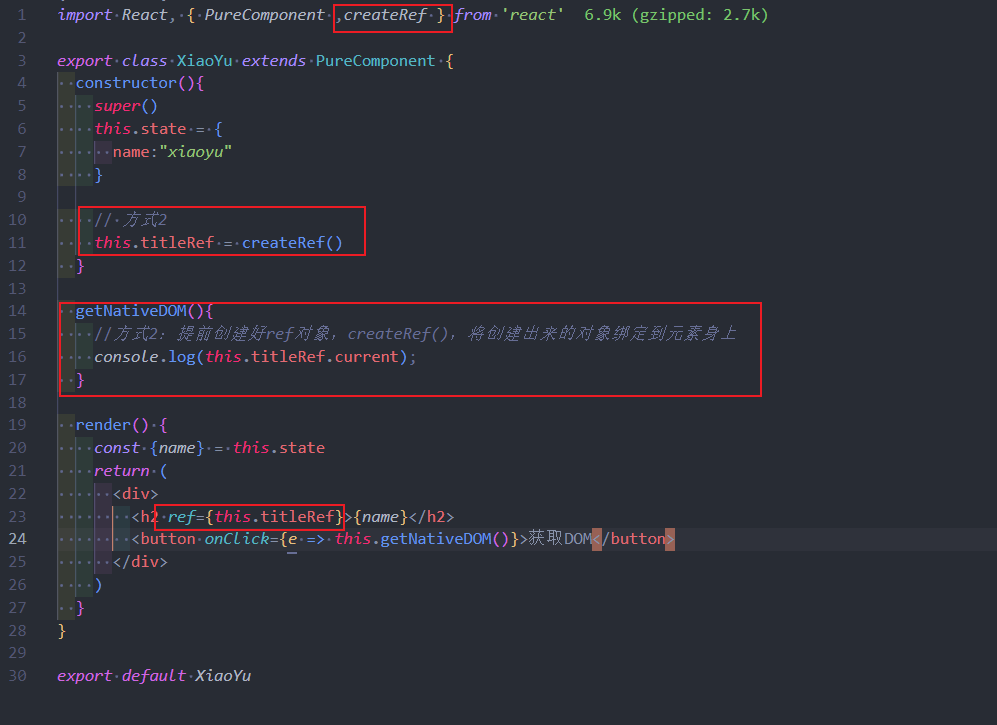 1 import React, { PureComponent ,createRef } from 'react' 6.9k (gzipped: 2.7k)
2
3 export class XiaoYu extends PureComponent {
4   constructor(){
5     super()
6     this.state = {
7       name:"xiaoyu"
8     }
9
10     // 方式2
11     this.titleRef = createRef()
12   }
13
14   getNativeDOM(){
15     //方式2: 提前创建好ref对象，createRef()，将创建出来的对象绑定到元素身上
16     console.log(this.titleRef.current);
17   }
18
19   render() {
20     const {name} = this.state
21     return (
22       <div>
23         <h2 ref={this.titleRef}>{name}</h2>
24         <button onClick={e => this.getNativeDOM()}>获取DOM</button>
25       </div>
26     )
27   }
28 }
29
30 export default XiaoYu